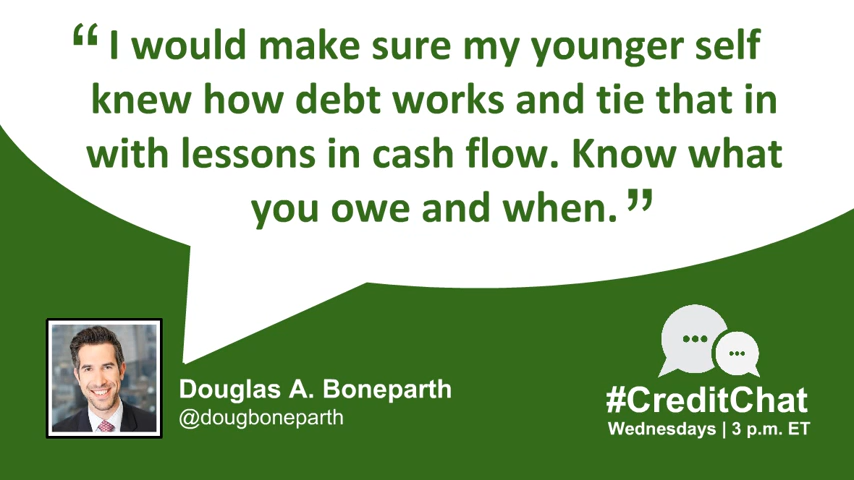 “I would make sure my younger self
knew how debt works and tie that in
with lessons in cash flow. Know what
you owe and when.”
Douglas A. Boneparth
@dougboneparth
#CreditChat
Wednesdays | 3 p.m. ET